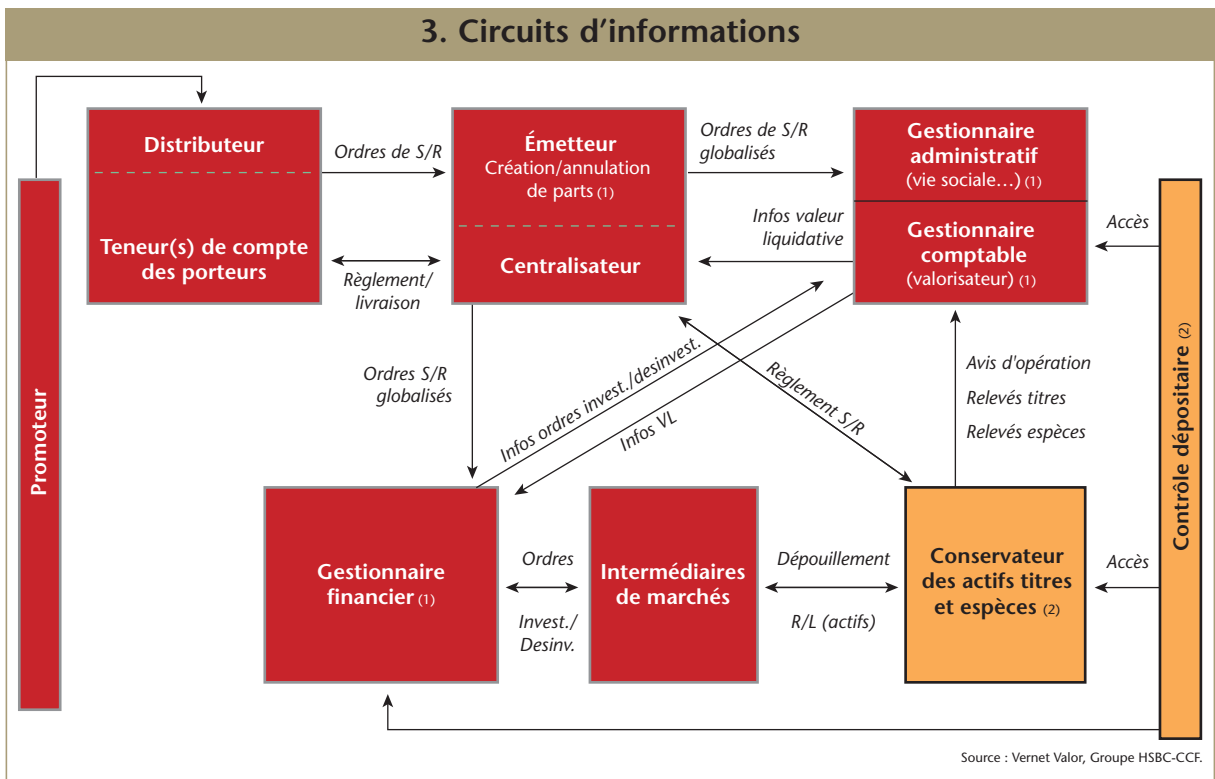 3. Circuits d'informations
Distributeur
Teneur(s) de compte
des porteurs
Ordres de S/R
Règlement/
livraison
Émetteur
Création/annulation
de parts (1)
Centralisateur
Ordres de S/R
globalisés
Infos valeur
liquidative
Gestionnaire
administratif
(vie sociale…) (1)
Gestionnaire
comptable
(valorisateur) (1)
Accès
Promoteur
Contrôle dépositaire (2)
Ordres S/R
globalisés
Infos ordres invest./desinvest.
Infos VL
Règlement S/R
Avis d'opération
Relevés titres
Relevés espèces
Gestionnaire
financier (1)
Ordres
Invest./
Desinv.
Intermédiaires
de marchés
Dépouillement
R/L (actifs)
Conservateur
des actifs titres
et espèces (2)
Accès
Source : Vernet Valor, Groupe HSBC-CCF.